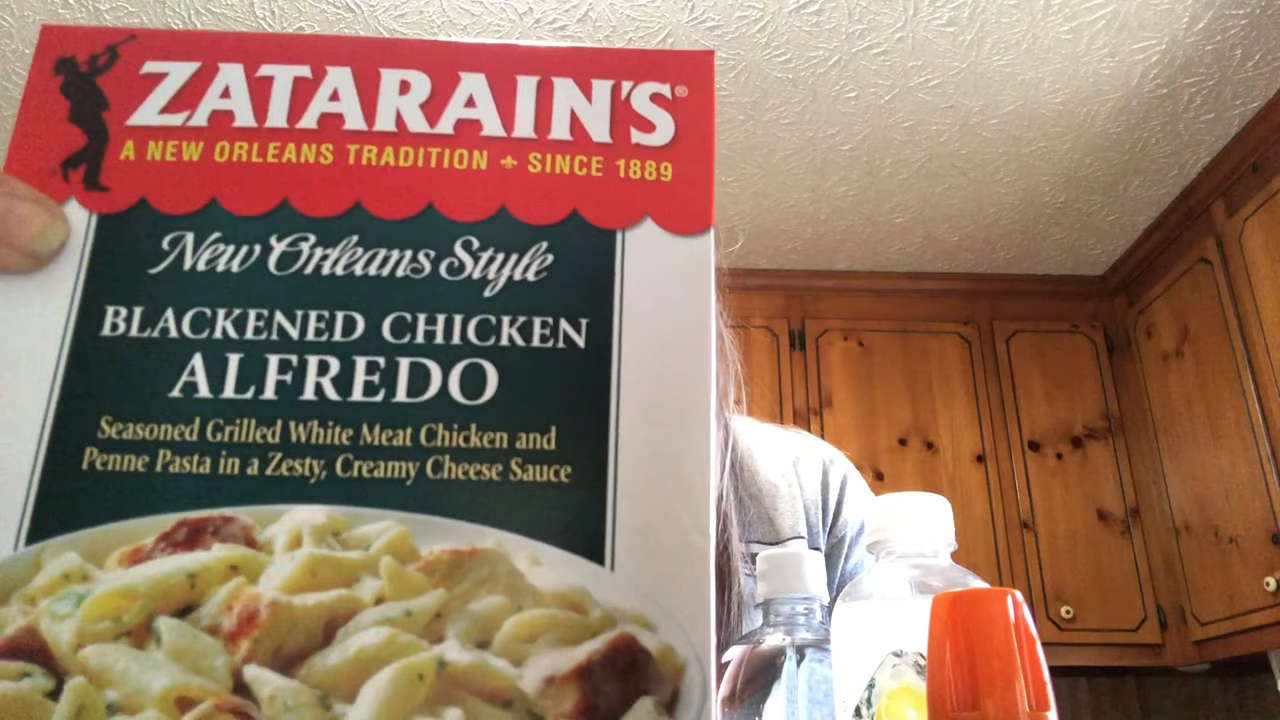 ZATARAIN'S®
A NEW ORLEANS TRADITION ⚜ SINCE 1889
New Orleans Style
BLACKENED CHICKEN
ALFREDO
Seasoned Grilled White Meat Chicken and
Penne Pasta in a Zesty, Creamy Cheese Sauce